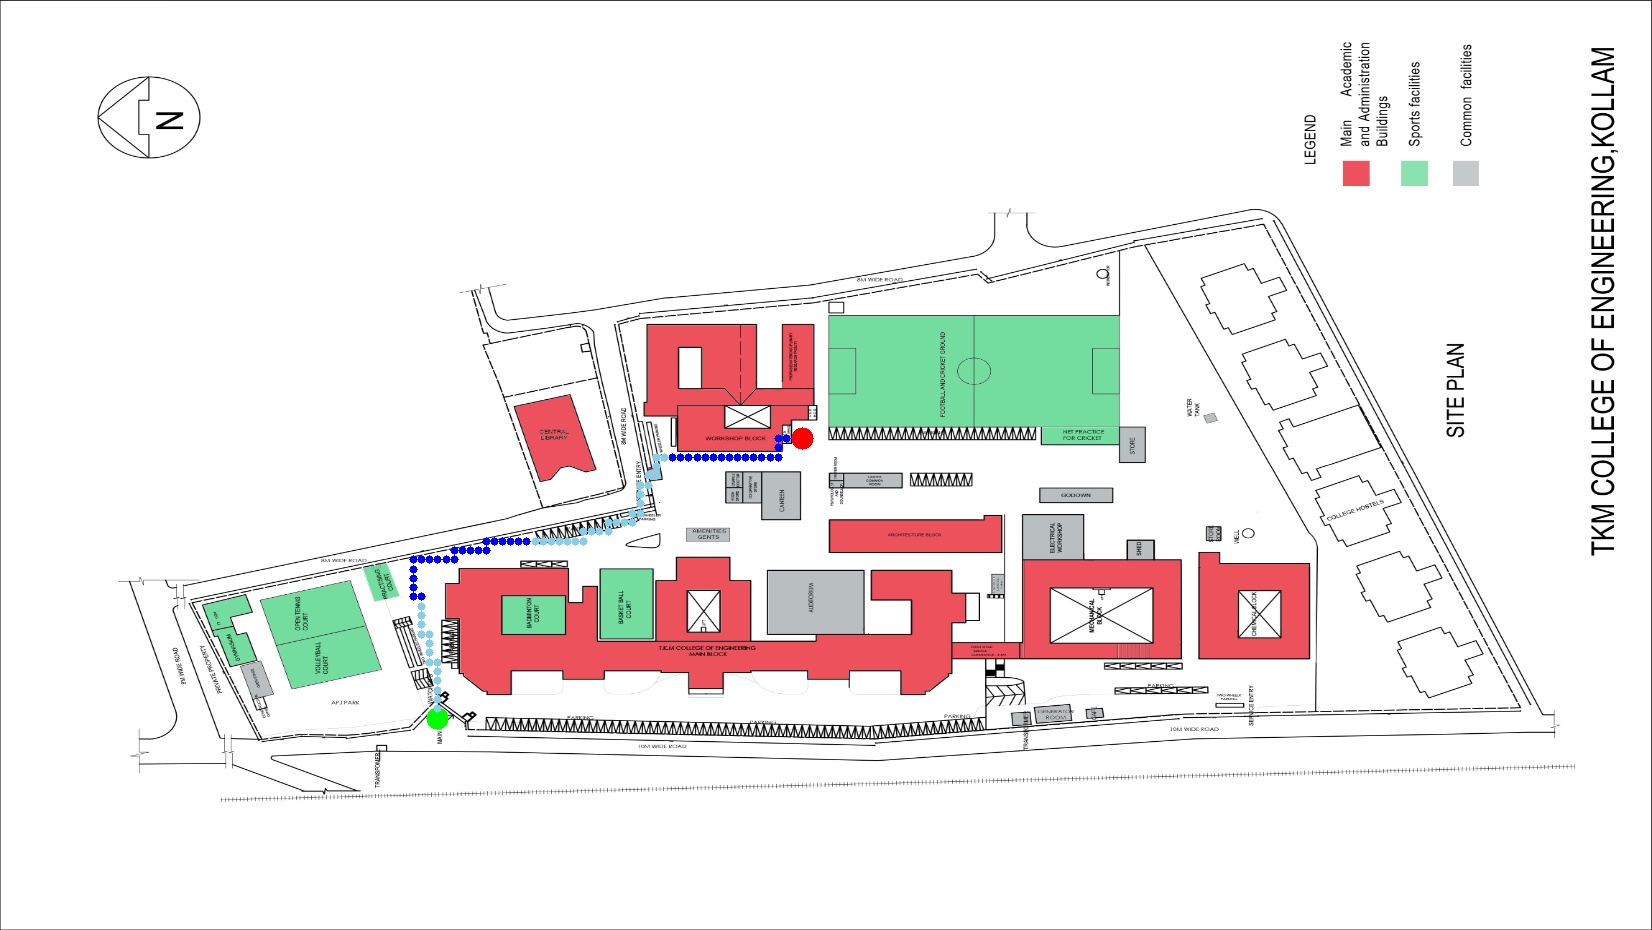 N
LEGEND
Main Academic
and Administration
Buildings
Sports facilities
Common facilities
TKM COLLEGE OF ENGINEERING,KOLLAM
SITE PLAN
8M WIDE ROAD
8M WIDE ROAD
CENTRAL
LIBRARY
WORKSHOP BLOCK
FOOTBALL AND CRICKET GROUND
NET PRACTICE
FOR CRICKET
STORE
WATER
TANK
CANTEEN
GODOWN
AMENITIES
GENTS
ARCHITECTURE BLOCK
ELECTRICAL
WORKSHOP
SHED
STORE
ROOM
WELL
COLLEGE HOSTELS
8M WIDE ROAD
OPEN TENNIS
COURT
VOLLEYBALL
COURT
BADMINTON
COURT
BASKET BALL
COURT
AUDITORIUM
MECHANICAL
BLOCK
CHEMICAL BLOCK
T.K.M COLLEGE OF ENGINEERING
MAIN BLOCK
8M WIDE ROAD
PRIVATE PROPERTY
APJ PARK
MAIN
PARKING
PARKING
PARKING
PARKING
GENERATOR
ROOM
SERVICE ENTRY
10M WIDE ROAD
10M WIDE ROAD
TRANSFOMER